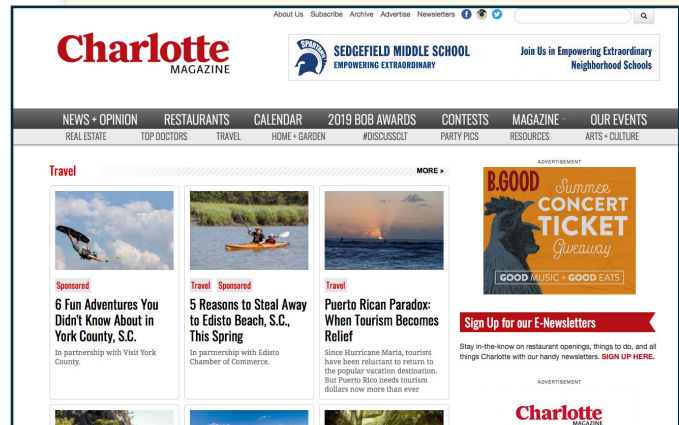 About Us Subscribe Archive Advertise Newsletters
Charlotte
MAGAZINE
SPARTANS
SEDGEFIELD MIDDLE SCHOOL
EMPOWERING EXTRAORDINARY
Join Us in Empowering Extraordinary
Neighborhood Schools
NEWS + OPINION RESTAURANTS CALENDAR 2019 BOB AWARDS CONTESTS MAGAZINE OUR EVENTS
REAL ESTATE TOP DOCTORS TRAVEL HOME + GARDEN #DISCUSSCLT PARTY PICS RESOURCES ARTS + CULTURE
Travel
MORE »
Sponsored
6 Fun Adventures You
Didn't Know About in
York County, S.C.
In partnership with Visit York
County.
Travel Sponsored
5 Reasons to Steal Away
to Edisto Beach, S.C.,
This Spring
In partnership with Edisto
Chamber of Commerce.
Travel
Puerto Rican Paradox:
When Tourism Becomes
Relief
Since Hurricane Maria, tourists
have been reluctant to return to
the popular vacation destination.
But Puerto Rico needs tourism
dollars now more than ever
ADVERTISEMENT
B.GOOD
Summer
CONCERT
TICKET
Giveaway
GOOD MUSIC + GOOD EATS
Sign Up for our E-Newsletters
Stay in-the-know on restaurant openings, things to do, and all
things Charlotte with our handy newsletters. SIGN UP HERE.
ADVERTISEMENT
Charlotte
MAGAZINE